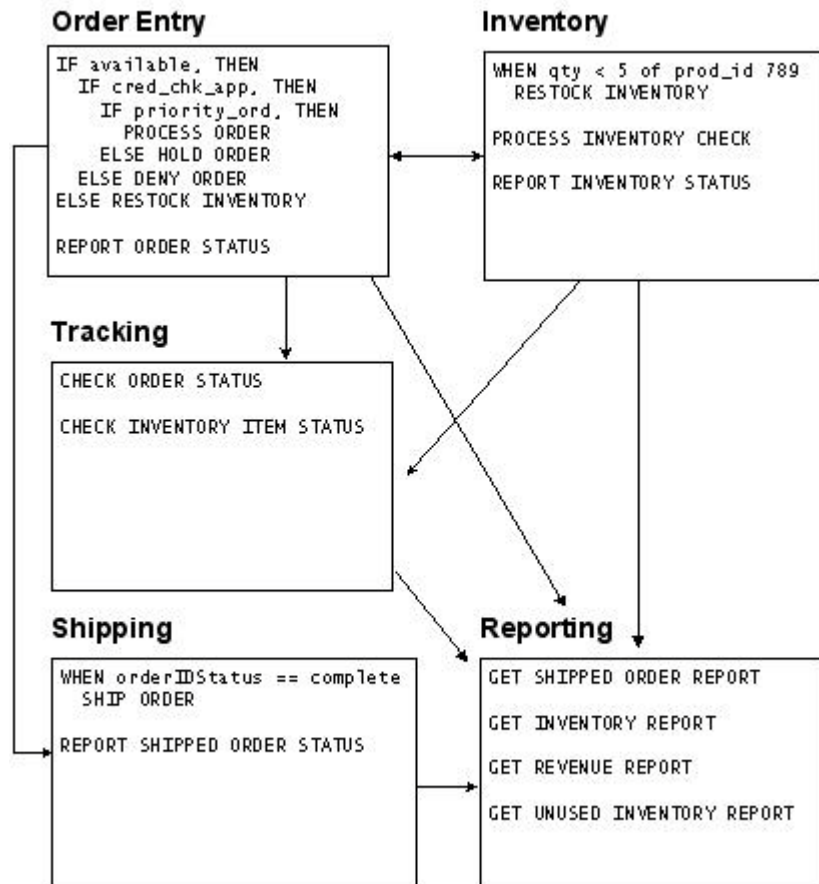 Order Entry
IF available, THEN
IF cred_chk_app, THEN
IF priority_ord, THEN
PROCESS ORDER
ELSE HOLD ORDER
ELSE DENY ORDER
ELSE RESTOCK INVENTORY
REPORT ORDER STATUS
Inventory
WHEN qty < 5 of prod_id 789
RESTOCK INVENTORY
PROCESS INVENTORY CHECK
REPORT INVENTORY STATUS
Tracking
CHECK ORDER STATUS
CHECK INVENTORY ITEM STATUS
Shipping
WHEN orderIDStatus == complete
SHIP ORDER
REPORT SHIPPED ORDER STATUS
Reporting
GET SHIPPED ORDER REPORT
GET INVENTORY REPORT
GET REVENUE REPORT
GET UNUSED INVENTORY REPORT